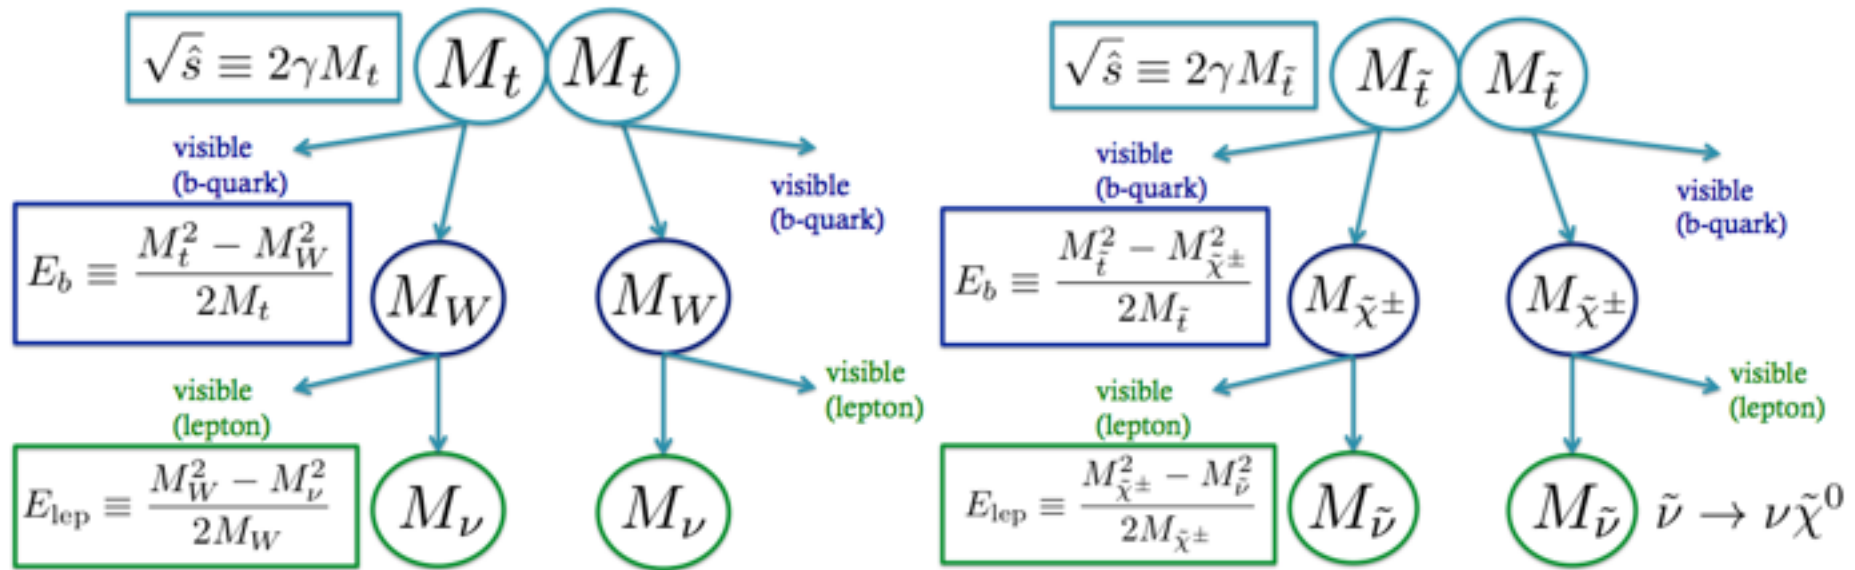 √ŝ ≡ 2γM_t
M_t M_t
visible
(b-quark)
visible
(b-quark)
E_b ≡ (M_t^2 − M_W^2) / (2M_t)
M_W M_W
visible
(lepton)
visible
(lepton)
E_lep ≡ (M_W^2 − M_ν^2) / (2M_W)
M_ν M_ν
√ŝ ≡ 2γM_t̃
M_t̃ M_t̃
visible
(b-quark)
visible
(b-quark)
E_b ≡ (M_t̃^2 − M_χ̃±^2) / (2M_t̃)
M_χ̃± M_χ̃±
visible
(lepton)
visible
(lepton)
E_lep ≡ (M_χ̃±^2 − M_ν̃^2) / (2M_χ̃±)
M_ν̃ M_ν̃ ν̃ → νχ̃^0